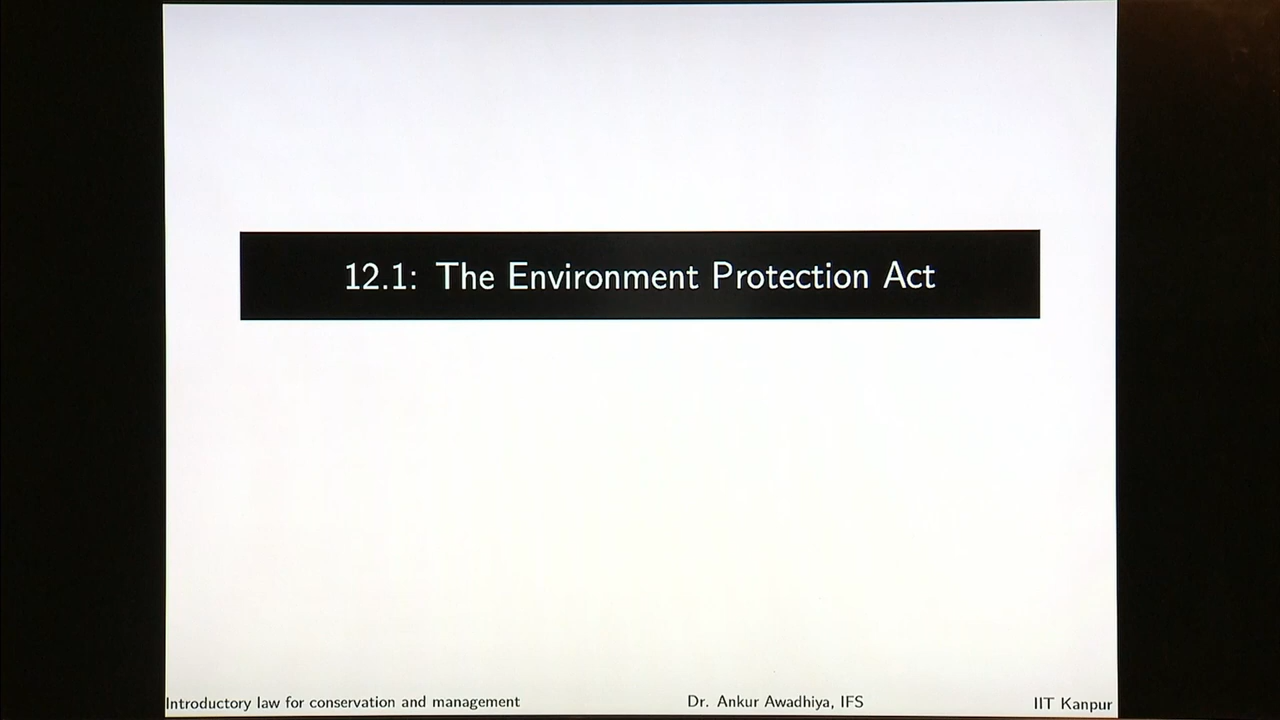 12.1: The Environment Protection Act
Introductory law for conservation and management Dr. Ankur Awadhiya, IFS IIT Kanpur